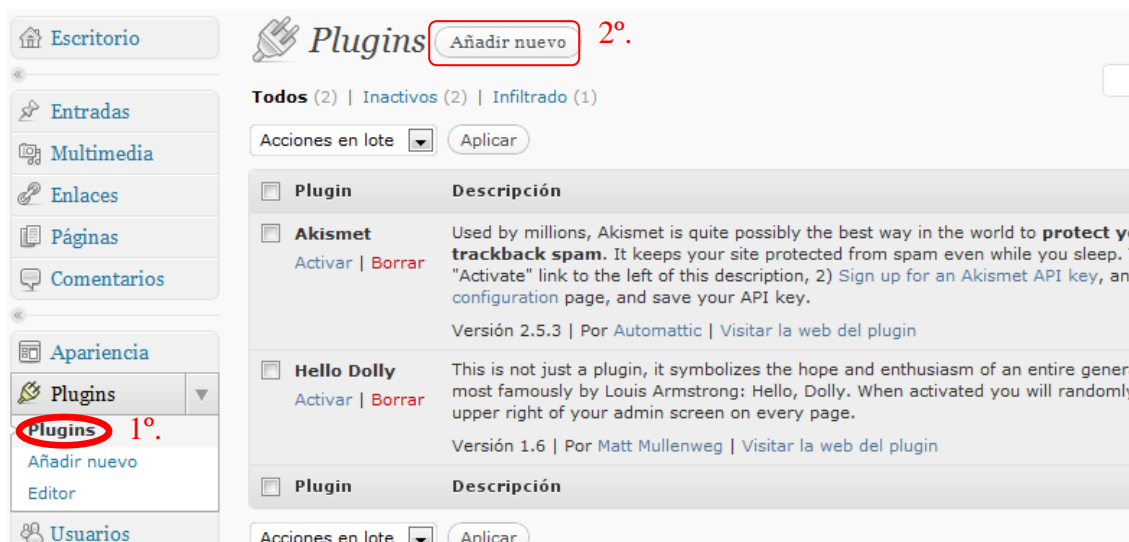 Escritorio
Entradas
Multimedia
Enlaces
Páginas
Comentarios
Apariencia
Plugins
Plugins 1º.
Añadir nuevo
Editor
Usuarios
Plugins Añadir nuevo 2º.
Todos (2) | Inactivos (2) | Infiltrado (1)
Acciones en lote Aplicar
Plugin Descripción
Akismet
Activar | Borrar
Used by millions, Akismet is quite possibly the best way in the world to protect
trackback spam. It keeps your site protected from spam even while you sleep.
"Activate" link to the left of this description, 2) Sign up for an Akismet API key,
configuration page, and save your API key.
Versión 2.5.3 | Por Automattic | Visitar la web del plugin
Hello Dolly
Activar | Borrar
This is not just a plugin, it symbolizes the hope and enthusiasm of an entire
most famously by Louis Armstrong: Hello, Dolly. When activated you will randomly
upper right of your admin screen on every page.
Versión 1.6 | Por Matt Mullenweg | Visitar la web del plugin
Plugin Descripción
Acciones en lote Aplicar